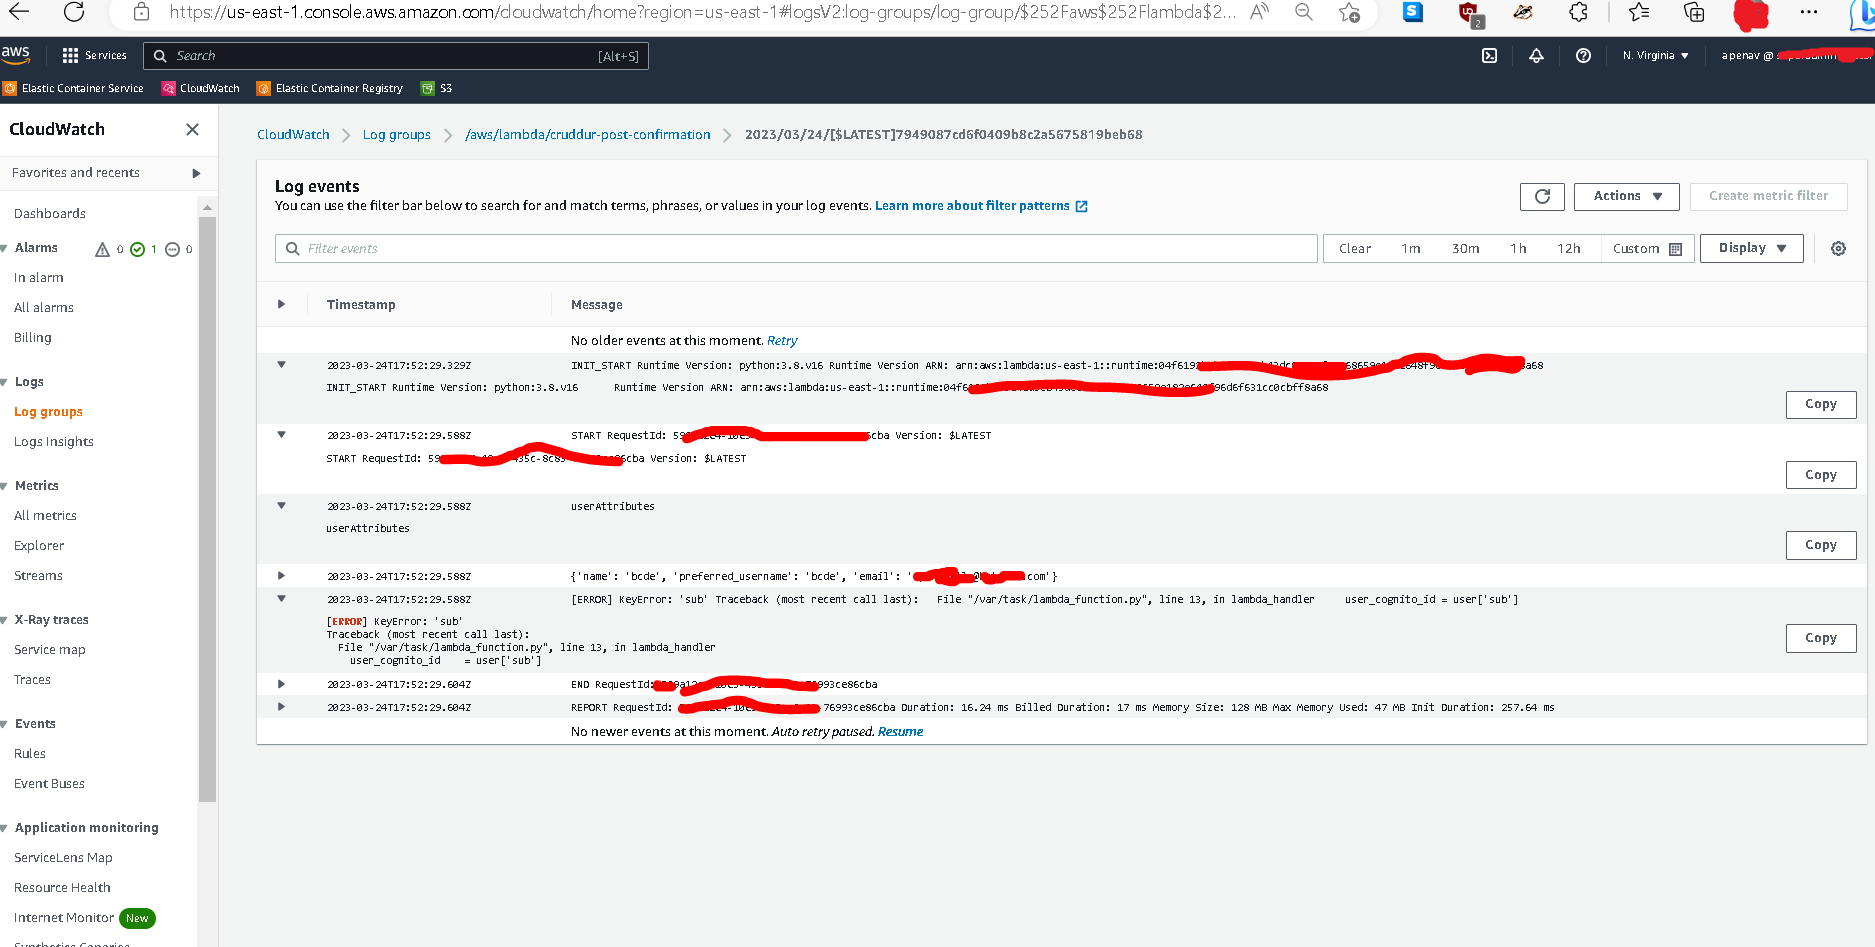 https://us-east-1.console.aws.amazon.com/cloudwatch/home?region=us-east-1#logsV2:log-groups/log-group/$252Faws$252Flambda$2...
aws Services Search [Alt+S] N. Virginia apenav @
Elastic Container Service CloudWatch Elastic Container Registry S3
CloudWatch
Favorites and recents
Dashboards
Alarms 0 1 0
In alarm
All alarms
Billing
Logs
Log groups
Logs Insights
Metrics
All metrics
Explorer
Streams
X-Ray traces
Service map
Traces
Events
Rules
Event Buses
Application monitoring
ServiceLens Map
Resource Health
Internet Monitor New
Synthetics Canaries
CloudWatch Log groups /aws/lambda/cruddur-post-confirmation 2023/03/24/[$LATEST]7949087cd6f0409b8c2a5675819beb68
Log events
You can use the filter bar below to search for and match terms, phrases, or values in your log events. Learn more about filter patterns
Actions Create metric filter
Filter events Clear 1m 30m 1h 12h Custom Display
Timestamp Message
No older events at this moment. Retry
2023-03-24T17:52:29.329Z INIT_START Runtime Version: python:3.8.v16 Runtime Version ARN: arn:aws:lambda:us-east-1::runtime:04f619
INIT_START Runtime Version: python:3.8.v16 Runtime Version ARN: arn:aws:lambda:us-east-1::runtime:04f6 96d6f631cc0cbff8a68
Copy
2023-03-24T17:52:29.588Z START RequestId: 59 cba Version: $LATEST
START RequestId: 59 6cba Version: $LATEST
Copy
2023-03-24T17:52:29.588Z userAttributes
userAttributes
Copy
2023-03-24T17:52:29.588Z {'name': 'bcde', 'preferred_username': 'bcde', 'email': ' .com'}
2023-03-24T17:52:29.588Z [ERROR] KeyError: 'sub' Traceback (most recent call last): File "/var/task/lambda_function.py", line 13, in lambda_handler user_cognito_id = user['sub']
[ERROR] KeyError: 'sub'
Traceback (most recent call last):
File "/var/task/lambda_function.py", line 13, in lambda_handler
user_cognito_id = user['sub']
Copy
2023-03-24T17:52:29.604Z END RequestId: 993ce86cba
2023-03-24T17:52:29.604Z REPORT RequestId: -76993ce86cba Duration: 16.24 ms Billed Duration: 17 ms Memory Size: 128 MB Max Memory Used: 47 MB Init Duration: 257.64 ms
No newer events at this moment. Auto retry paused. Resume